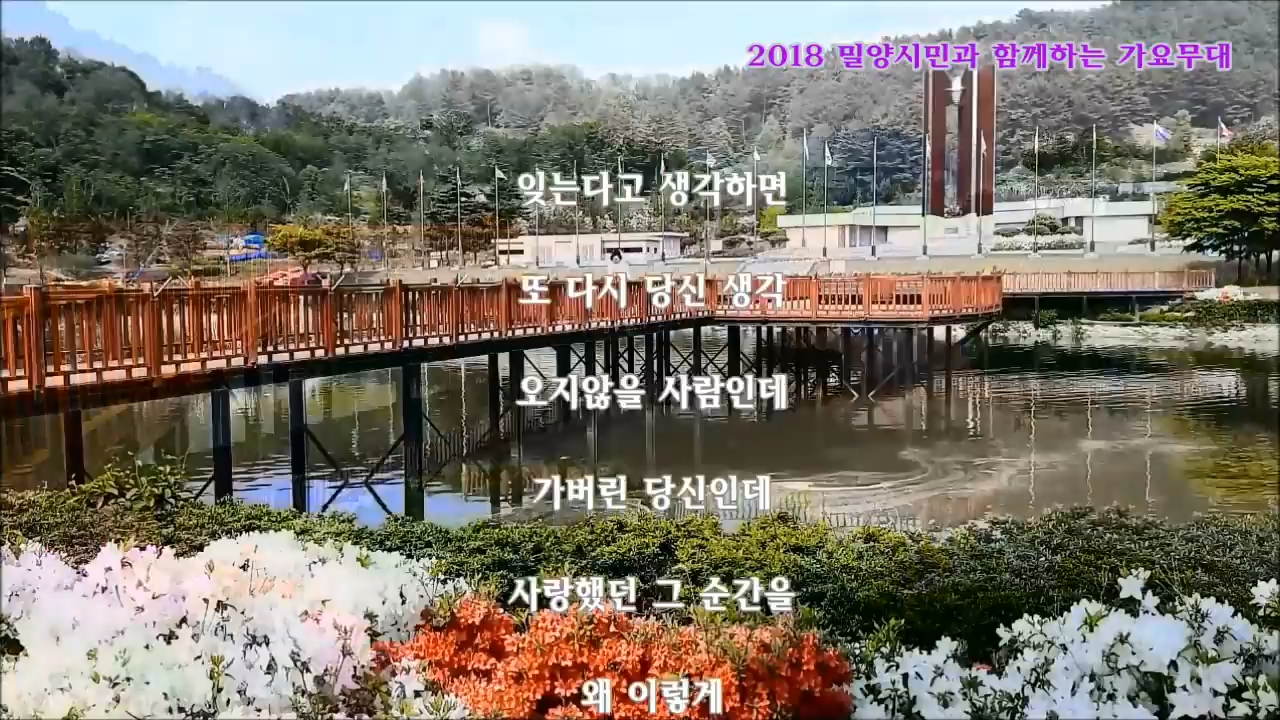 2018 밀양시민과 함께하는 가요무대
잊는다고 생각하면
또 다시 당신 생각
오지않을 사람인데
가버린 당신인데
사랑했던 그 순간을
왜 이렇게